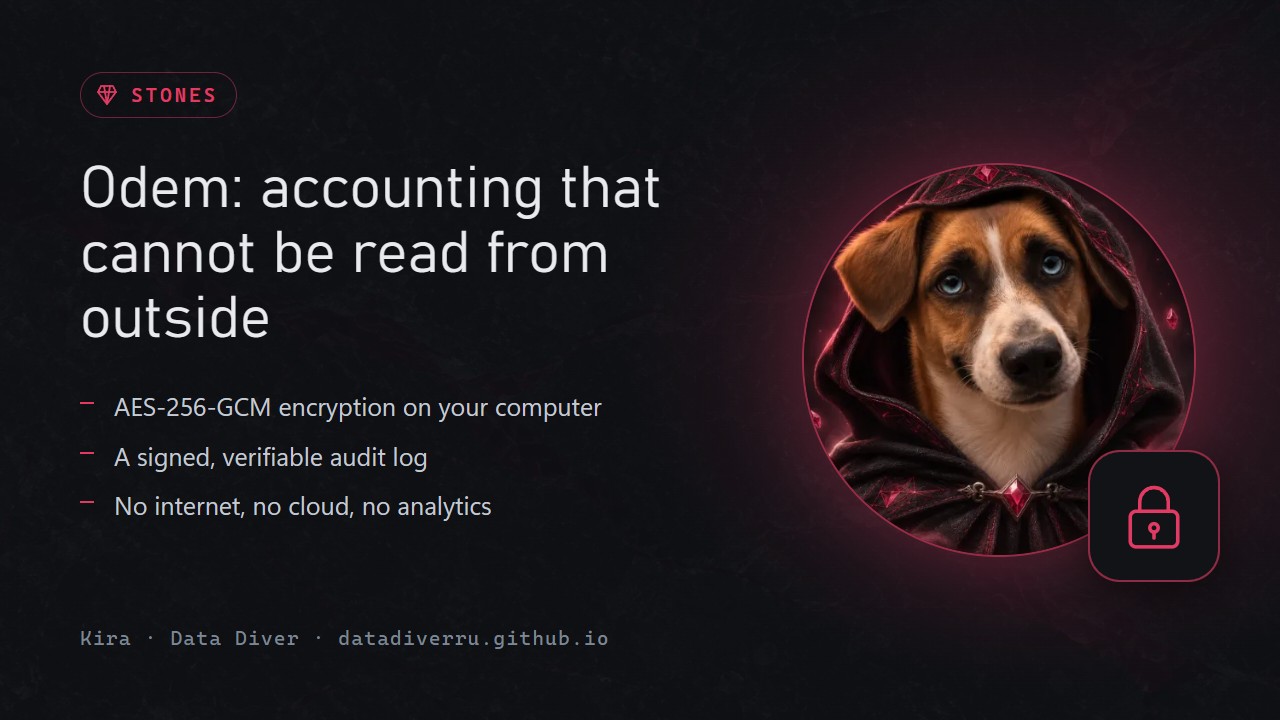 STONES
Odem: accounting that
cannot be read from
outside
AES-256-GCM encryption on your computer
A signed, verifiable audit log
No internet, no cloud, no analytics
Kira · Data Diver · datadiverru.github.io